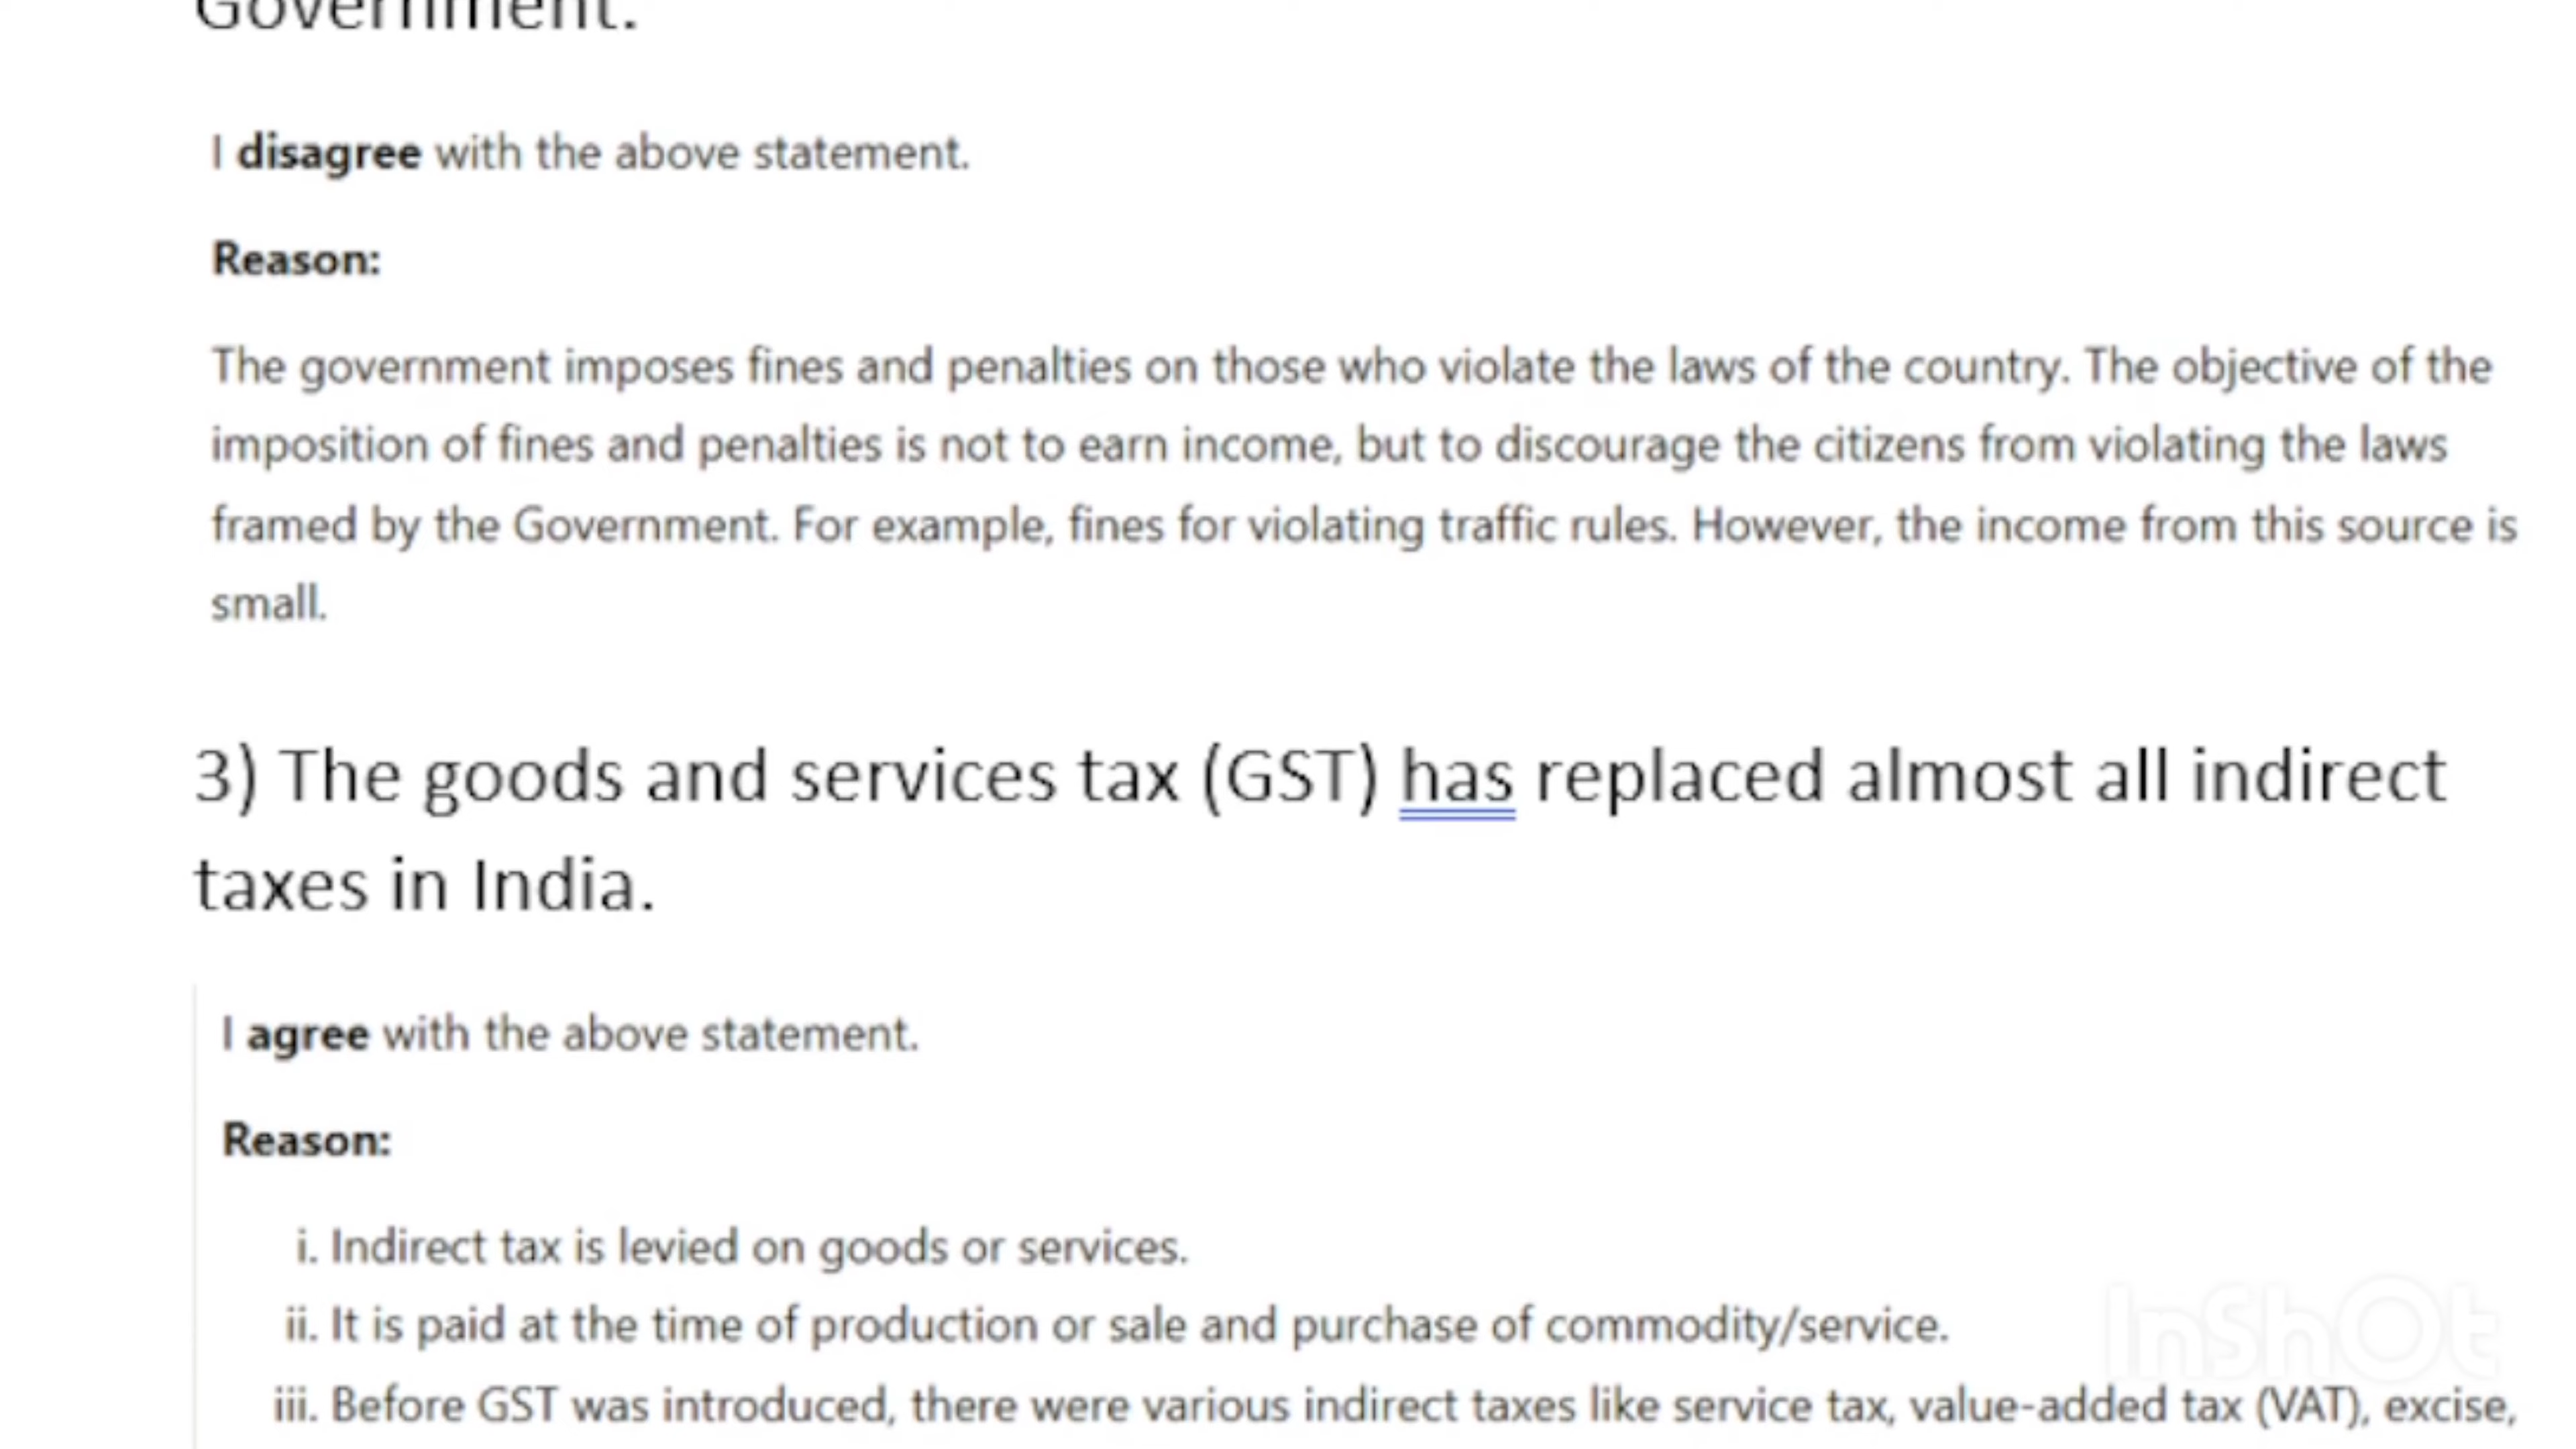 Government.
I disagree with the above statement.
Reason:
The government imposes fines and penalties on those who violate the laws of the country. The objective of the
imposition of fines and penalties is not to earn income, but to discourage the citizens from violating the laws
framed by the Government. For example, fines for violating traffic rules. However, the income from this source is
small.
3) The goods and services tax (GST) has replaced almost all indirect
taxes in India.
I agree with the above statement.
Reason:
i. Indirect tax is levied on goods or services.
ii. It is paid at the time of production or sale and purchase of commodity/service.
iii. Before GST was introduced, there were various indirect taxes like service tax, value-added tax (VAT), excise,
InShOt